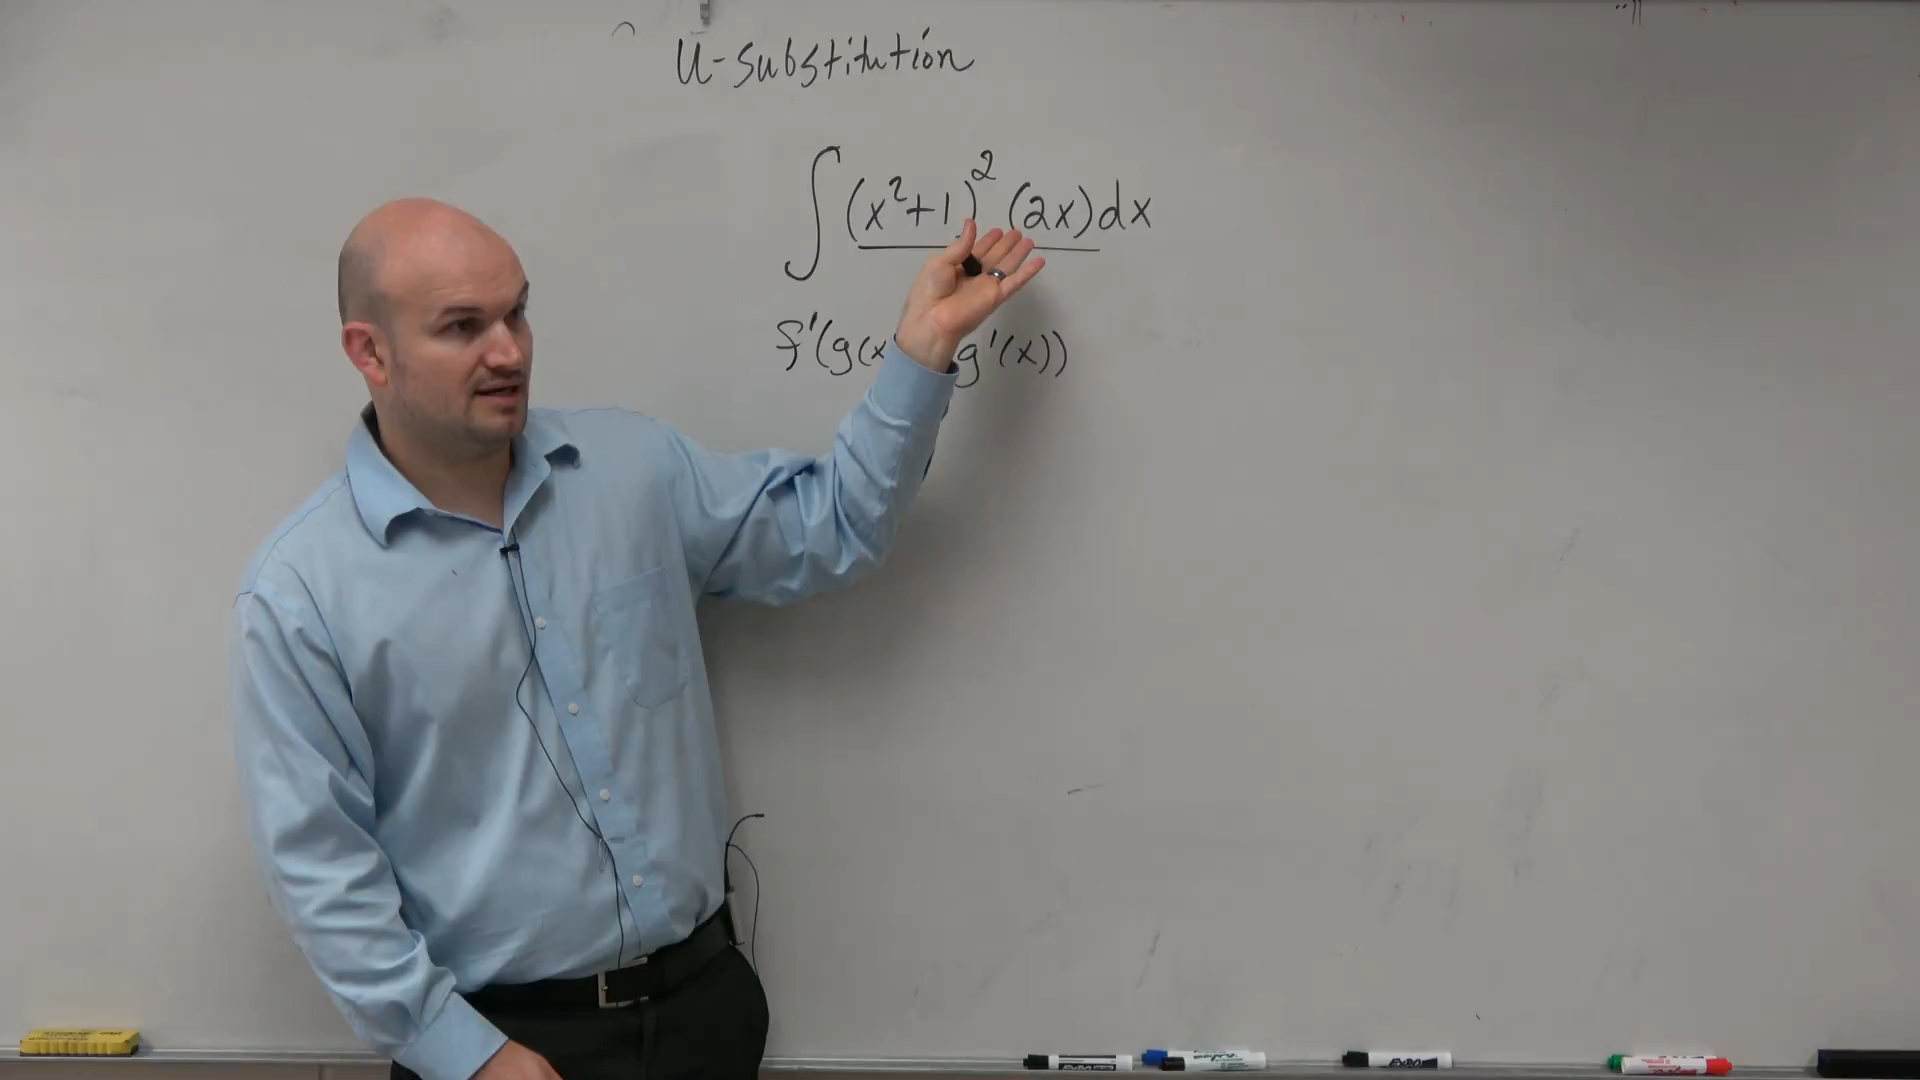 u-substitution
∫(x²+1)² (2x)dx
f'(g(x g'(x))